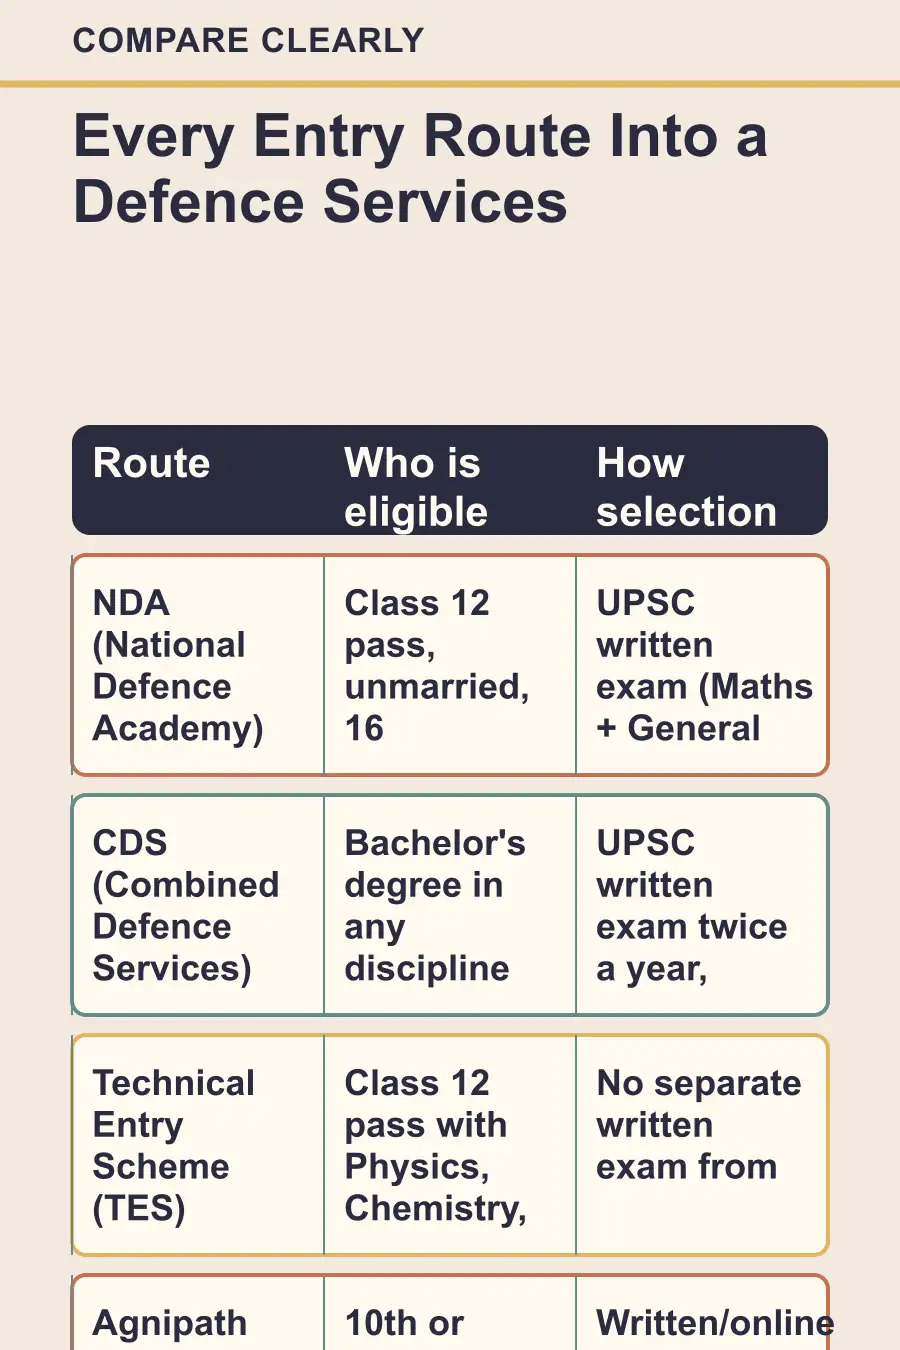 COMPARE CLEARLY
Every Entry Route Into a
Defence Services
Route
Who is
eligible
How
selection
NDA
(National
Defence
Academy)
Class 12
pass,
unmarried,
16
UPSC
written
exam (Maths
+ General
CDS
(Combined
Defence
Services)
Bachelor's
degree in
any
discipline
UPSC
written
exam twice
a year,
Technical
Entry
Scheme
(TES)
Class 12
pass with
Physics,
Chemistry,
No separate
written
exam from
Agnipath
10th or
Written/online